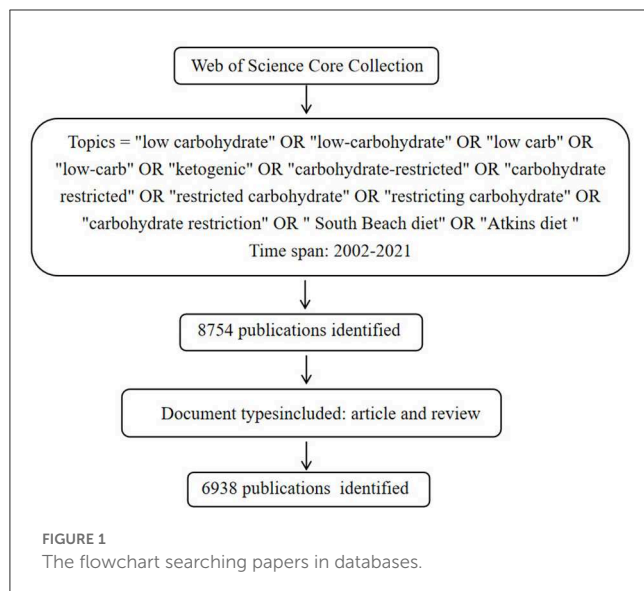 Web of Science Core Collection
Topics = "low carbohydrate" OR "low-carbohydrate" OR "low carb" OR
"low-carb" OR "ketogenic" OR "carbohydrate-restricted" OR "carbohydrate
restricted" OR "restricted carbohydrate" OR "restricting carbohydrate" OR
"carbohydrate restriction" OR " South Beach diet" OR "Atkins diet "
Time span: 2002-2021
8754 publications identified
Document typesincluded: article and review
6938 publications identified
FIGURE 1
The flowchart searching papers in databases.